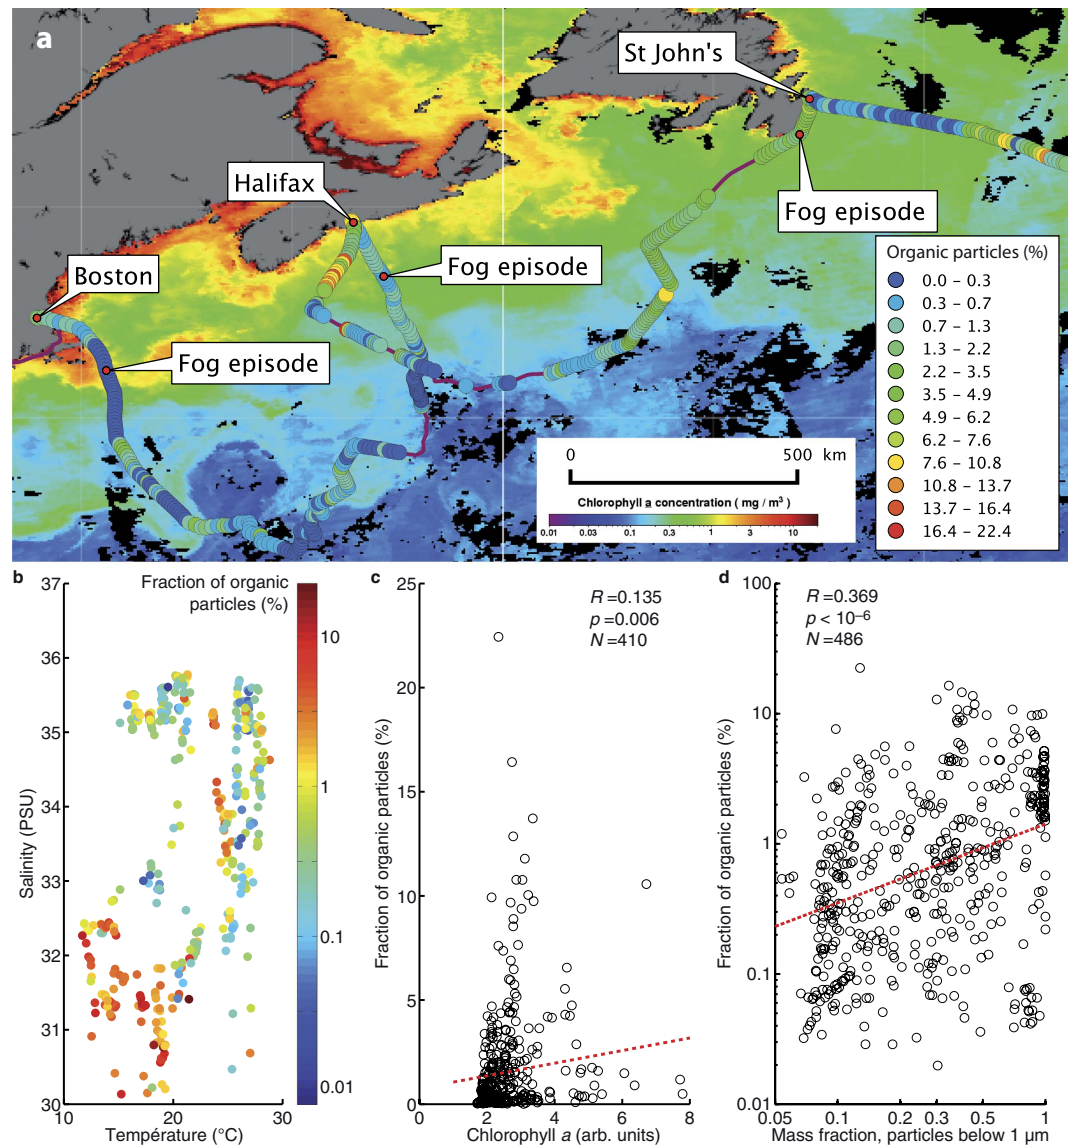 a
St John's
Halifax
Fog episode
Fog episode
Boston
Fog episode
Organic particles (%)
0.0 – 0.3
0.3 – 0.7
0.7 – 1.3
1.3 – 2.2
2.2 – 3.5
3.5 – 4.9
4.9 – 6.2
6.2 – 7.6
7.6 – 10.8
10.8 – 13.7
13.7 – 16.4
16.4 – 22.4
0 500 km
Chlorophyll a concentration ( mg / m³ )
0.01 0.03 0.1 0.3 1 3 10
b
Fraction of organic
particles (%)
37
36
35
34
33
32
31
30
10 20 30
Salinity (PSU)
Température (°C)
10
1
0.1
0.01
c
R =0.135
p =0.006
N =410
25
20
15
10
5
0
0 2 4 6 8
Fraction of organic particles (%)
Chlorophyll a (arb. units)
d
R =0.369
p < 10⁻⁶
N =486
100
10
1
0.1
0.01
0.05 0.1 0.2 0.3 0.5 1
Fraction of organic particles (%)
Mass fraction, particles below 1 µm